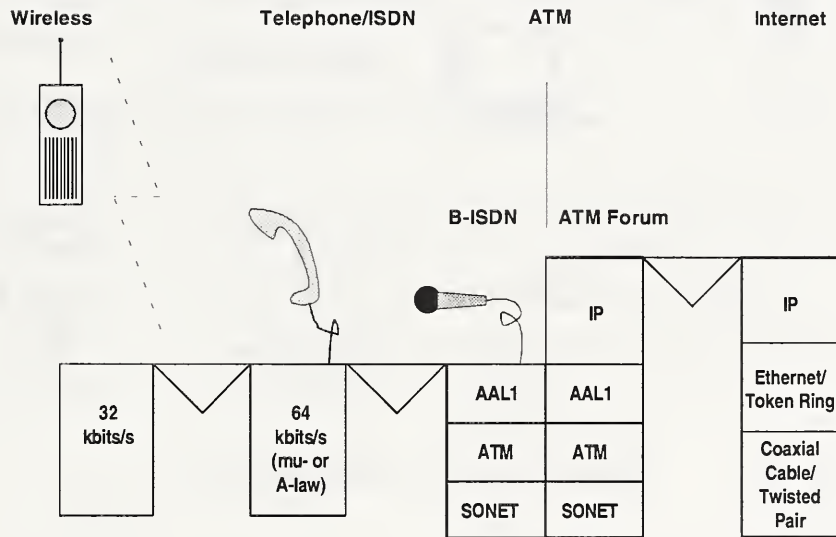 Wireless
Telephone/ISDN
ATM
Internet
B-ISDN
ATM Forum
32
kbits/s
64
kbits/s
(mu- or
A-law)
AAL1
ATM
SONET
IP
AAL1
ATM
SONET
IP
Ethernet/
Token Ring
Coaxial
Cable/
Twisted
Pair